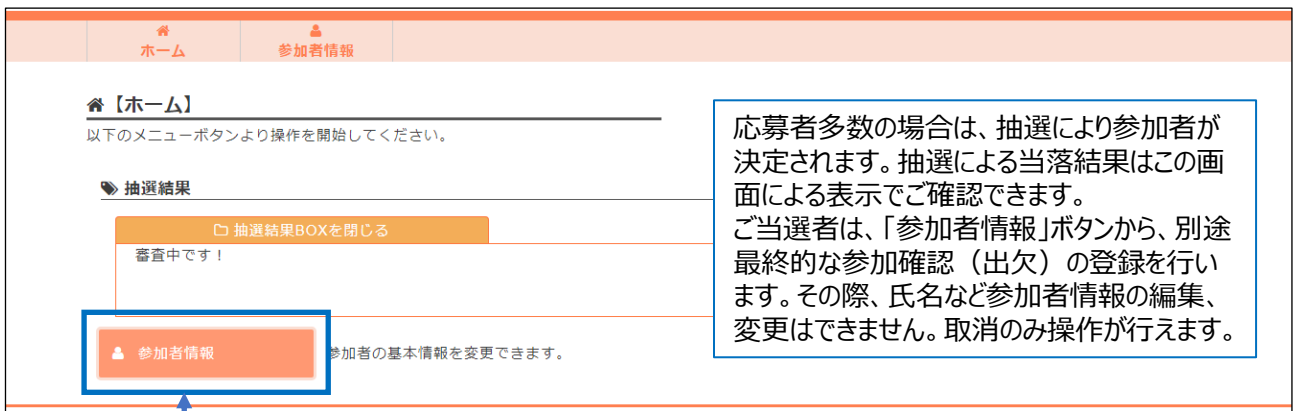 ホーム
参加者情報
【ホーム】
以下のメニューボタンより操作を開始してください。
抽選結果
抽選結果BOXを閉じる
審査中です！
参加者情報
参加者の基本情報を変更できます。
応募者多数の場合は、抽選により参加者が
決定されます。抽選による当落結果はこの画
面による表示でご確認できます。
ご当選者は、「参加者情報」ボタンから、別途
最終的な参加確認（出欠）の登録を行い
ます。その際、氏名など参加者情報の編集、
変更はできません。取消のみ操作が行えます。